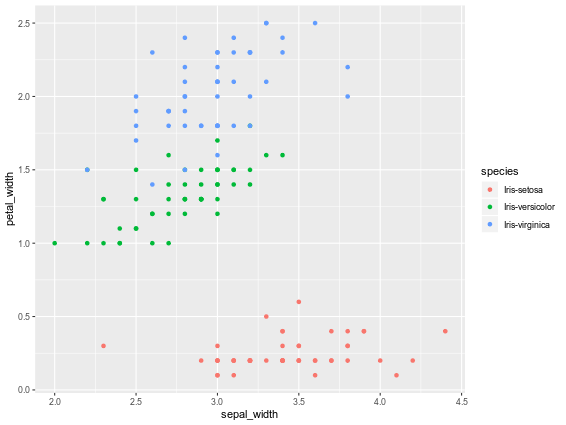 2.5
2.0
1.5
1.0
0.5
0.0
petal_width
2.0 2.5 3.0 3.5 4.0 4.5
sepal_width
species
Iris-setosa
Iris-versicolor
Iris-virginica